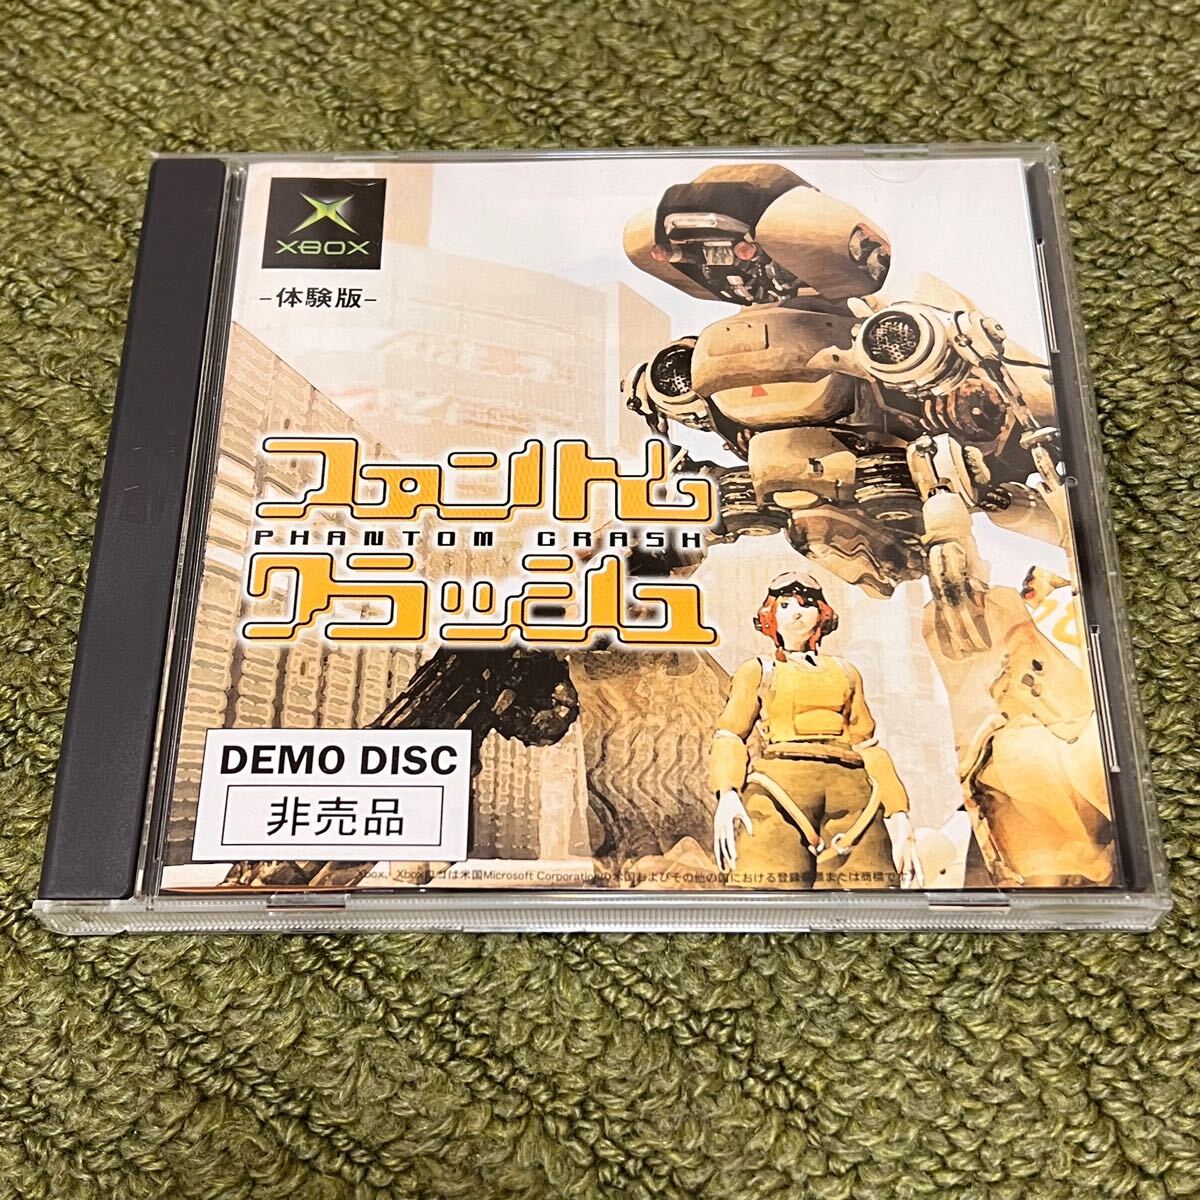 XBOX
-体験版-
ファントム
PHANTOM CRASH
クラッシュ
DEMO DISC
非売品
Xbox、Xboxロゴは米国Microsoft Corporationの米国およびその他の国における登録商標または商標です。